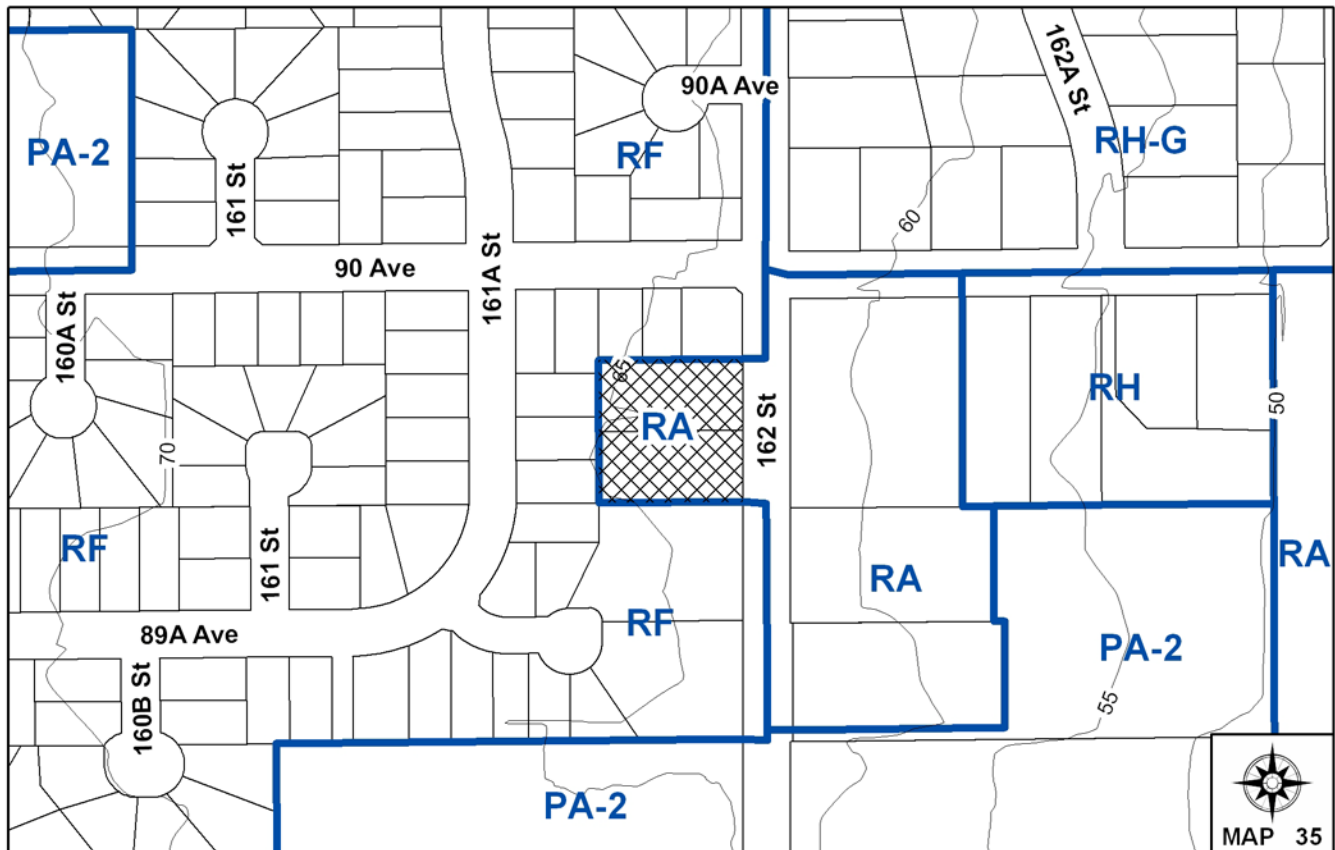 162A St
90A Ave
RH-G
PA-2
RF
161 St
60
161A St
90 Ave
160A St
65
RH
RA
162 St
50
70
RF
161 St
RA
RA
RF
89A Ave
PA-2
160B St
55
PA-2
MAP 35